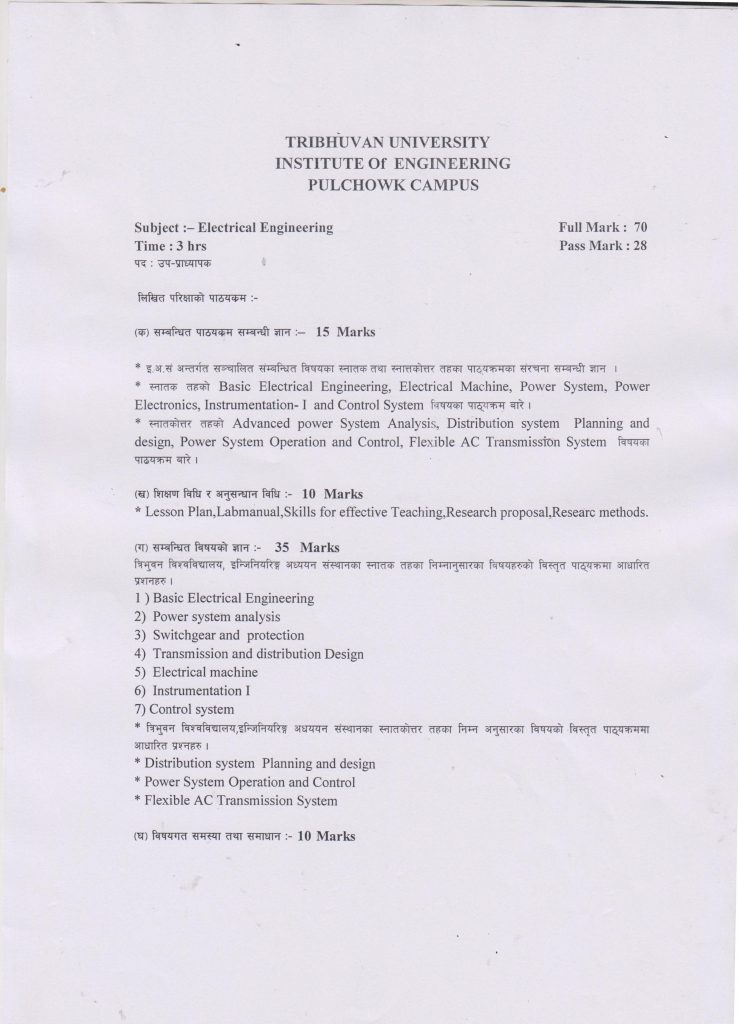 TRIBHUVAN UNIVERSITY
INSTITUTE Of ENGINEERING
PULCHOWK CAMPUS
Subject :– Electrical Engineering Full Mark : 70
Time : 3 hrs Pass Mark : 28
पद : उप-प्राध्यापक
लिखित परिक्षाको पाठयक्रम :-
(क) सम्बन्धित पाठयक्रम सम्बन्धी ज्ञान :– 15 Marks
* इ.अ.सं अन्तर्गत सञ्चालित संम्बन्धित विषयका स्नातक तथा स्नात्तकोत्तर तहका पाठ्यक्रमका संरचना सम्बन्धी ज्ञान ।
* स्नातक तहको Basic Electrical Engineering, Electrical Machine, Power System, Power
Electronics, Instrumentation- I and Control System विषयका पाठ्यक्रम बारे ।
* स्नातकोत्तर तहको Advanced power System Analysis, Distribution system Planning and
design, Power System Operation and Control, Flexible AC Transmission System विषयका
पाठयक्रम बारे ।
(ख) शिक्षण विधि र अनुसन्धान विधि :- 10 Marks
* Lesson Plan,Labmanual,Skills for effective Teaching,Research proposal,Researc methods.
(ग) सम्बन्धित विषयको ज्ञान :- 35 Marks
त्रिभुवन विश्वविद्यालय, इन्जिनियरिङ्ग अध्ययन संस्थानका स्नातक तहका निम्नानुसारका विषयहरुको विस्तृत पाठ्यक्रमा आधारित
प्रशनहरु ।
1 ) Basic Electrical Engineering
2) Power system analysis
3) Switchgear and protection
4) Transmission and distribution Design
5) Electrical machine
6) Instrumentation I
7) Control system
* त्रिभुवन विश्वविद्यालय,इन्जिनियरिङ्ग अधययन संस्थानका स्नातकोत्तर तहका निम्न अनुसारका विषयको विस्तृत पाठ्यक्रममा
आधारित प्रश्नहरु ।
* Distribution system Planning and design
* Power System Operation and Control
* Flexible AC Transmission System
(घ) विषयगत समस्या तथा समाधान :- 10 Marks